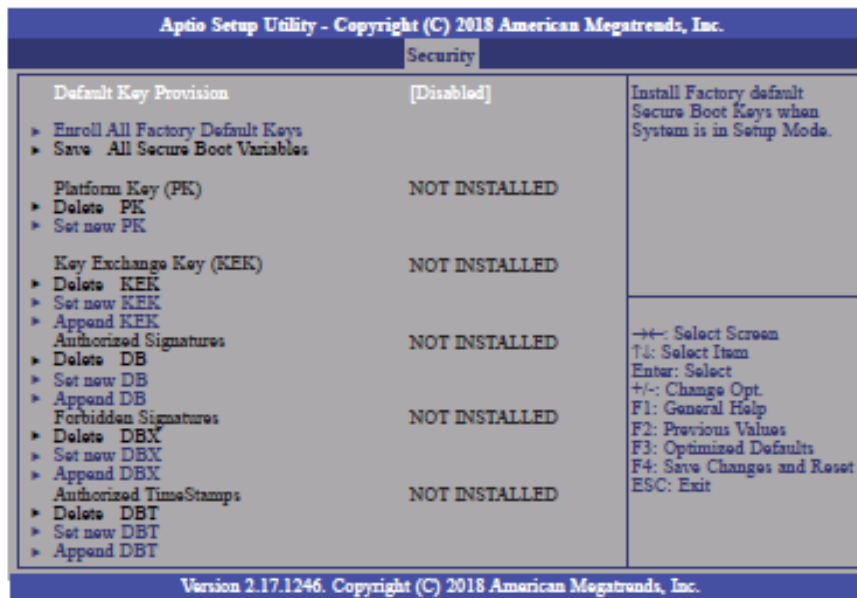 Aptio Setup Utility - Copyright (C) 2018 American Megatrends, Inc.
Security
Default Key Provision [Disabled]
► Enroll All Factory Default Keys
► Save All Secure Boot Variables
Platform Key (PK) NOT INSTALLED
► Delete PK
► Set new PK
Key Exchange Key (KEK) NOT INSTALLED
► Delete KEK
► Set new KEK
► Append KEK
Authorized Signatures NOT INSTALLED
► Delete DB
► Set new DB
► Append DB
Forbidden Signatures NOT INSTALLED
► Delete DBX
► Set new DBX
► Append DBX
Authorized TimeStamps NOT INSTALLED
► Delete DBT
► Set new DBT
► Append DBT
Install Factory default
Secure Boot Keys when
System is in Setup Mode.
→←: Select Screen
↑↓: Select Item
Enter: Select
+/-: Change Opt.
F1: General Help
F2: Previous Values
F3: Optimized Defaults
F4: Save Changes and Reset
ESC: Exit
Version 2.17.1246. Copyright (C) 2018 American Megatrends, Inc.